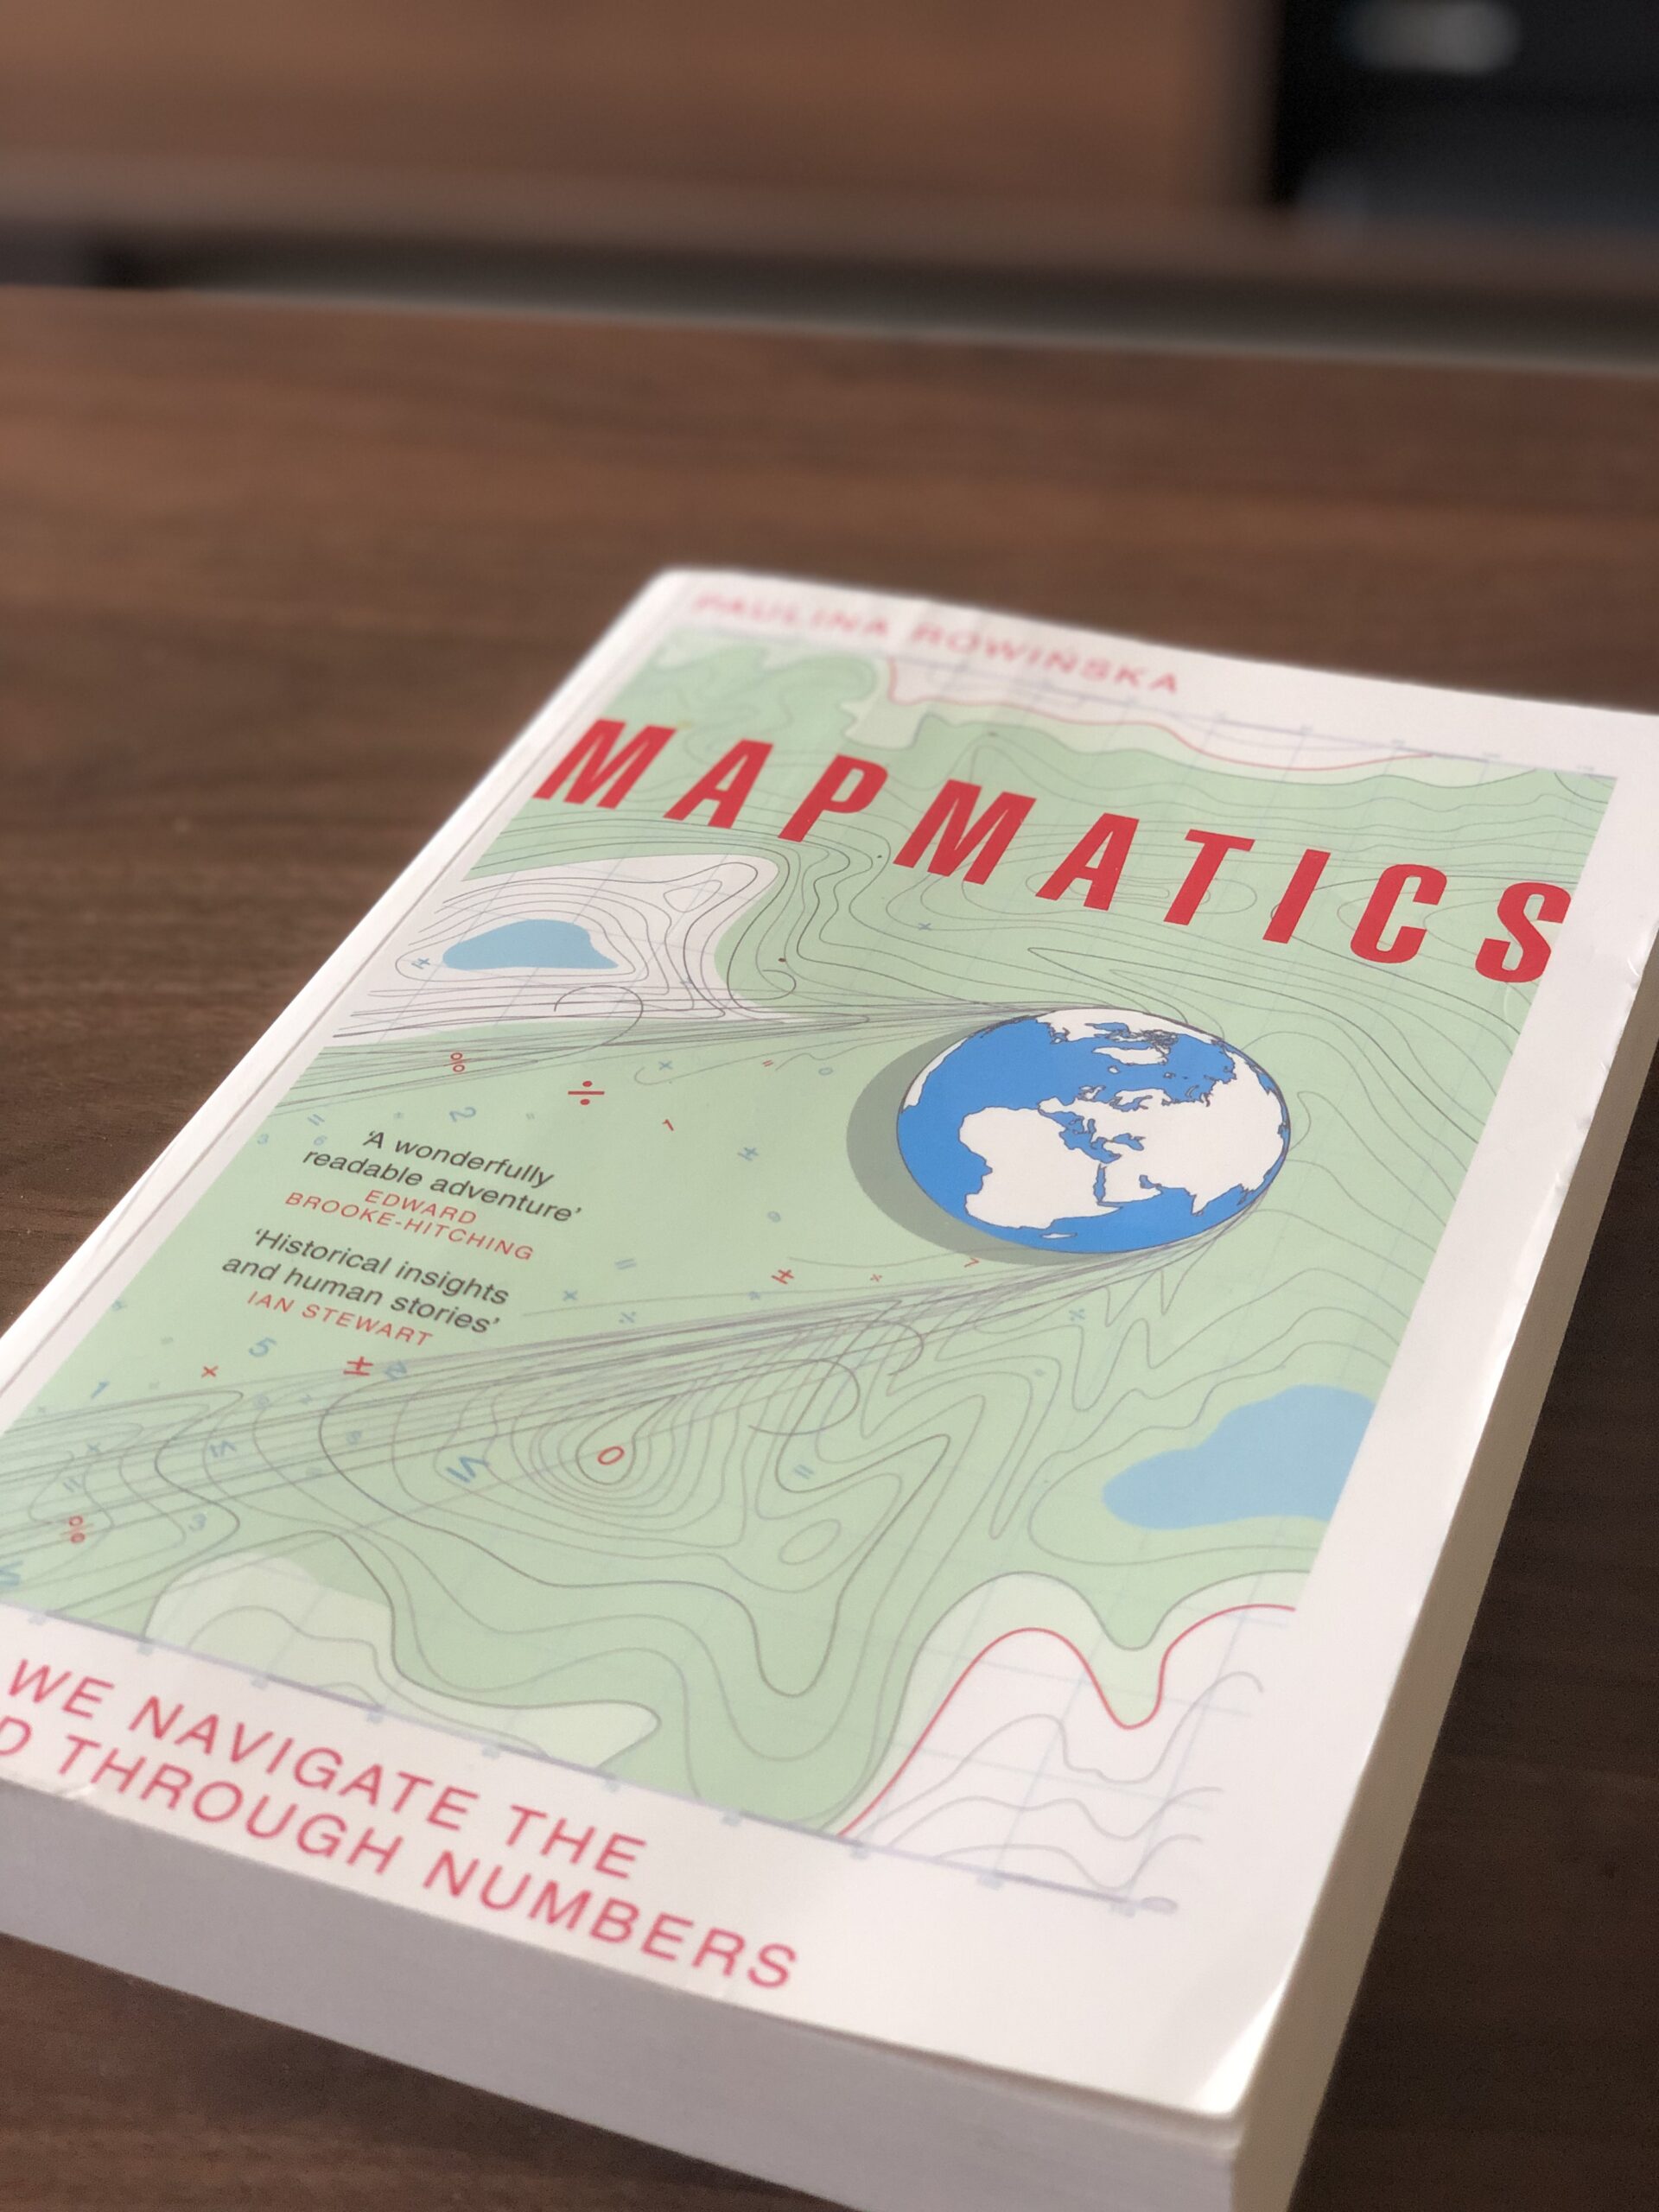 PAULINA ROWIŃSKA
MAPMATICS
‘A wonderfully
readable adventure’
EDWARD
BROOKE-HITCHING
‘Historical insights
and human stories’
IAN STEWART
WE NAVIGATE THE
D THROUGH NUMBERS